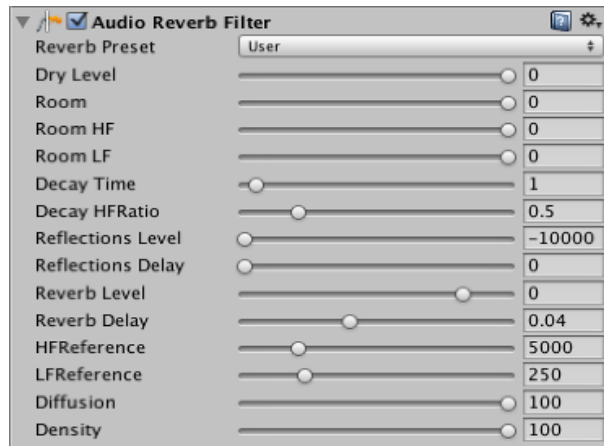 Audio Reverb Filter
Reverb Preset User
Dry Level 0
Room 0
Room HF 0
Room LF 0
Decay Time 1
Decay HFRatio 0.5
Reflections Level -10000
Reflections Delay 0
Reverb Level 0
Reverb Delay 0.04
HFReference 5000
LFReference 250
Diffusion 100
Density 100